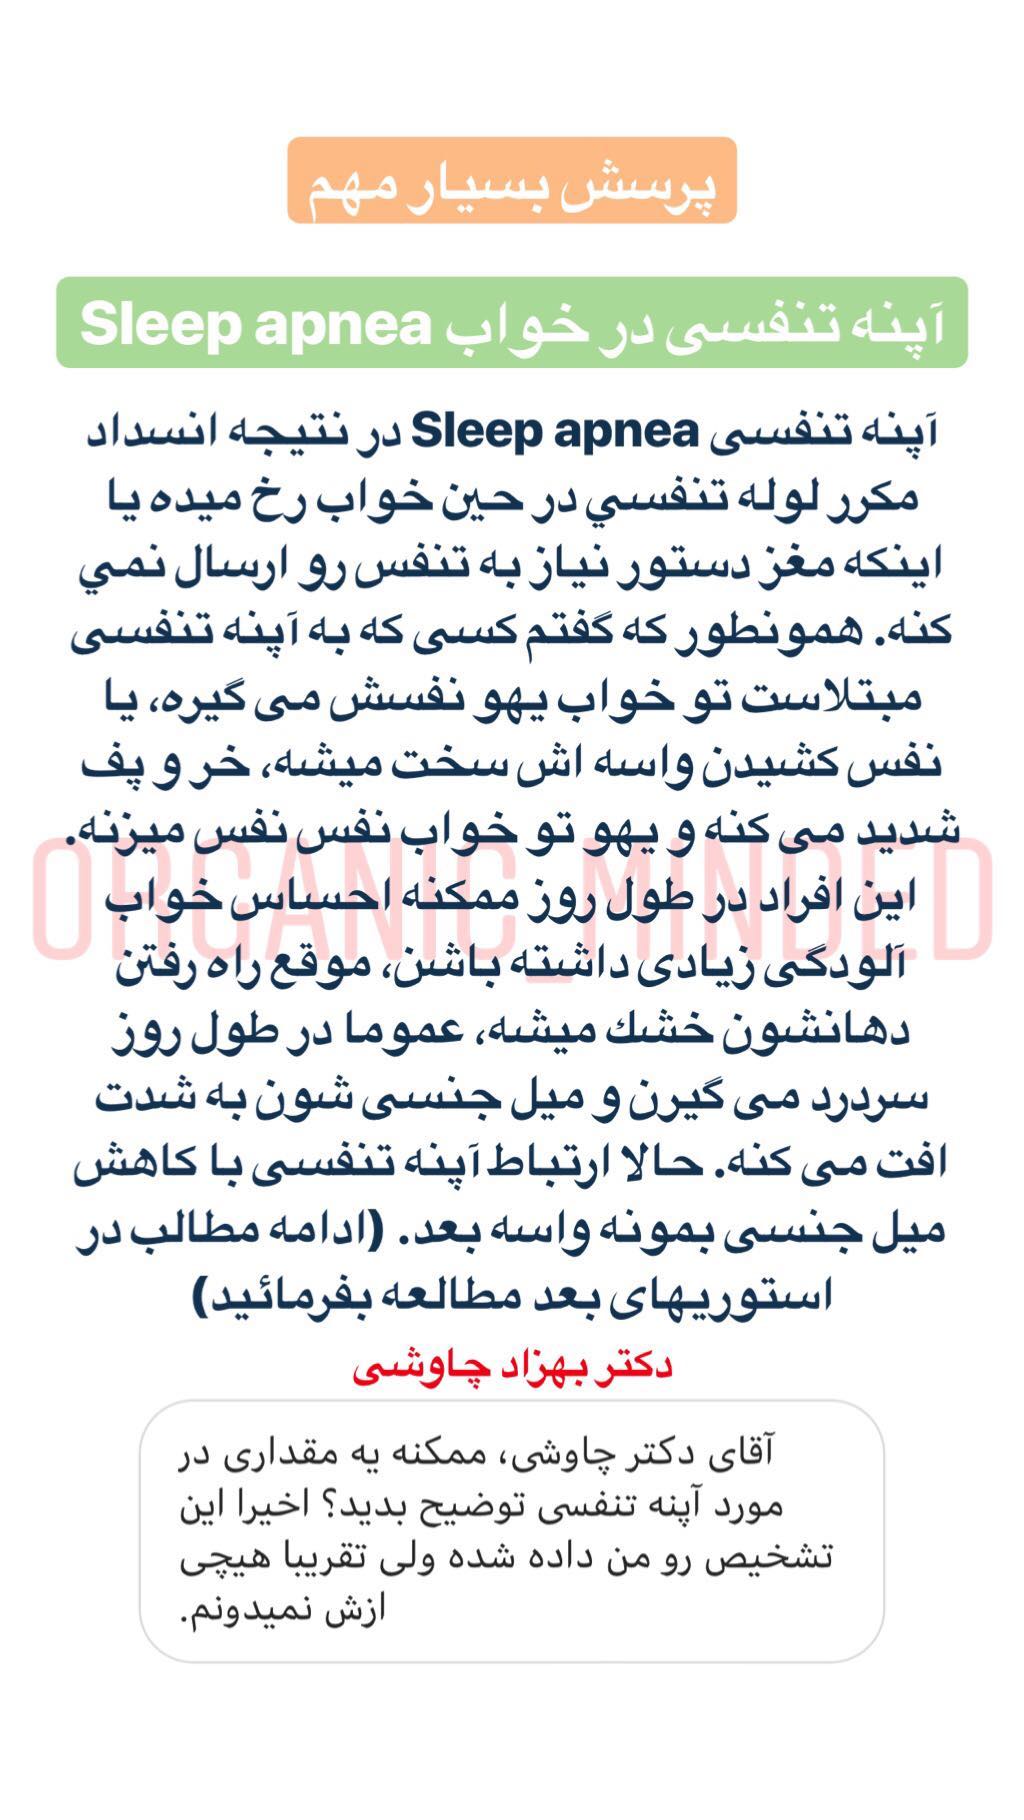 پرسش بسیار مهم
آپنه تنفسی در خواب Sleep apnea
آپنه تنفسی Sleep apnea در نتیجه انسداد
مکرر لوله تنفسي در حین خواب رخ میده یا
اینکه مغز دستور نیاز به تنفس رو ارسال نمي
کنه. همونطور که گفتم کسی که به آپنه تنفسی
مبتلاست تو خواب یهو نفسش می گیره، یا
نفس کشیدن واسه اش سخت میشه، خر و پف
شدید می کنه و یهو تو خواب نفس نفس میزنه.
ORGANIC_MINDED
این افراد در طول روز ممکنه احساس خواب
آلودگی زیادی داشته باشن، موقع راه رفتن
دهانشون خشك میشه، عموما در طول روز
سردرد می گیرن و میل جنسی شون به شدت
افت می کنه. حالا ارتباط آپنه تنفسی با کاهش
میل جنسی بمونه واسه بعد. (ادامه مطالب در
استوریهای بعد مطالعه بفرمائید)
دکتر بهزاد چاوشی
آقای دکتر چاوشی، ممکنه یه مقداری در
مورد آپنه تنفسی توضیح بدید؟ اخیرا این
تشخیص رو من داده شده ولی تقریبا هیچی
ازش نمیدونم.